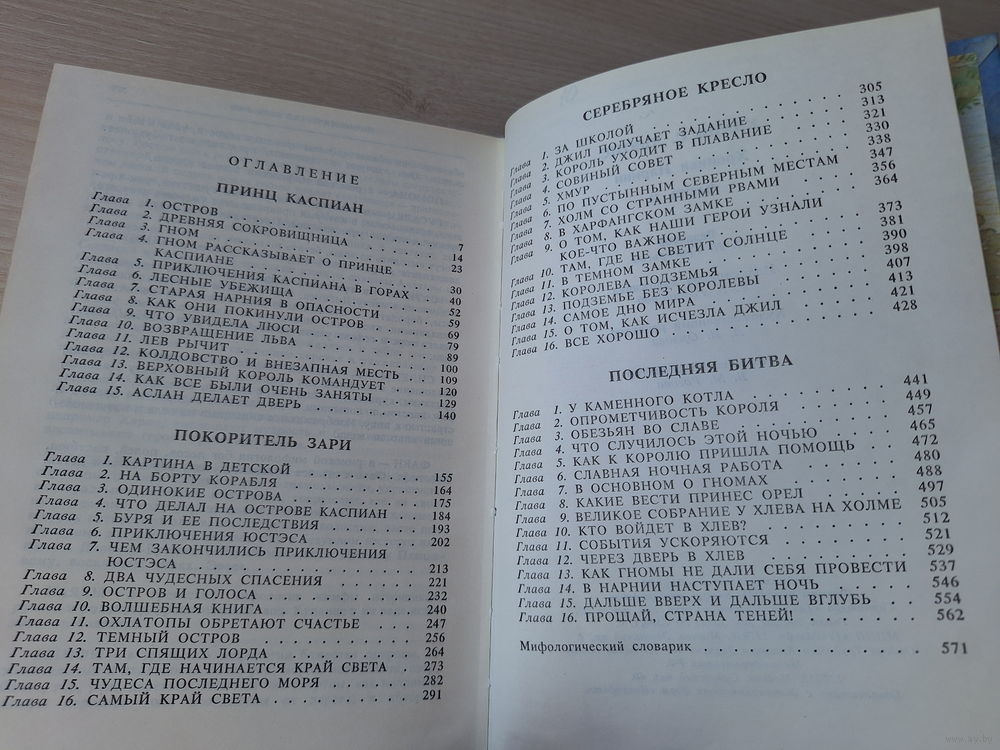 ОГЛАВЛЕНИЕ
ПРИНЦ КАСПИАН
Глава 1. ОСТРОВ . . . . . . . . . . 7
Глава 2. ДРЕВНЯЯ СОКРОВИЩНИЦА . . . . 14
Глава 3. ГНОМ . . . . . . . . . . 23
Глава 4. ГНОМ РАССКАЗЫВАЕТ О ПРИНЦЕ
КАСПИАНЕ . . . . . . . . 30
Глава 5. ПРИКЛЮЧЕНИЯ КАСПИАНА В ГОРАХ . . 40
Глава 6. ЛЕСНЫЕ УБЕЖИЩА . . . . . . 52
Глава 7. СТАРАЯ НАРНИЯ В ОПАСНОСТИ . . . 59
Глава 8. КАК ОНИ ПОКИНУЛИ ОСТРОВ . . . 69
Глава 9. ЧТО УВИДЕЛА ЛЮСИ . . . . . . 79
Глава 10. ВОЗВРАЩЕНИЕ ЛЬВА . . . . . . 89
Глава 11. ЛЕВ РЫЧИТ . . . . . . . . 100
Глава 12. КОЛДОВСТВО И ВНЕЗАПНАЯ МЕСТЬ . . 109
Глава 13. ВЕРХОВНЫЙ КОРОЛЬ КОМАНДУЕТ . . 120
Глава 14. КАК ВСЕ БЫЛИ ОЧЕНЬ ЗАНЯТЫ . . . 129
Глава 15. АСЛАН ДЕЛАЕТ ДВЕРЬ . . . . . 140
ПОКОРИТЕЛЬ ЗАРИ
Глава 1. КАРТИНА В ДЕТСКОЙ . . . . . . 155
Глава 2. НА БОРТУ КОРАБЛЯ . . . . . . 164
Глава 3. ОДИНОКИЕ ОСТРОВА . . . . . . 175
Глава 4. ЧТО ДЕЛАЛ НА ОСТРОВЕ КАСПИАН . . 184
Глава 5. БУРЯ И ЕЕ ПОСЛЕДСТВИЯ . . . . 193
Глава 6. ПРИКЛЮЧЕНИЯ ЮСТЭСА . . . . . 202
Глава 7. ЧЕМ ЗАКОНЧИЛИСЬ ПРИКЛЮЧЕНИЯ
ЮСТЭСА . . . . . . . . . 213
Глава 8. ДВА ЧУДЕСНЫХ СПАСЕНИЯ . . . . 221
Глава 9. ОСТРОВ И ГОЛОСА . . . . . . 232
Глава 10. ВОЛШЕБНАЯ КНИГА . . . . . . 240
Глава 11. ОХЛАТОПЫ ОБРЕТАЮТ СЧАСТЬЕ . . . 247
Глава 12. ТЕМНЫЙ ОСТРОВ . . . . . . . 256
Глава 13. ТРИ СПЯЩИХ ЛОРДА . . . . . . 264
Глава 14. ТАМ, ГДЕ НАЧИНАЕТСЯ КРАЙ СВЕТА . 273
Глава 15. ЧУДЕСА ПОСЛЕДНЕГО МОРЯ . . . . 282
Глава 16. САМЫЙ КРАЙ СВЕТА . . . . . . 291
СЕРЕБРЯНОЕ КРЕСЛО
Глава 1. ЗА ШКОЛОЙ . . . . . . . . 305
Глава 2. ДЖИЛ ПОЛУЧАЕТ ЗАДАНИЕ . . . . 313
Глава 3. КОРОЛЬ УХОДИТ В ПЛАВАНИЕ . . . 321
Глава 4. СОВИНЫЙ СОВЕТ . . . . . . . 330
Глава 5. ХМУР . . . . . . . . . . 338
Глава 6. ПО ПУСТЫННЫМ СЕВЕРНЫМ МЕСТАМ . . 347
Глава 7. ХОЛМ СО СТРАННЫМИ РВАМИ . . . 356
Глава 8. В ХАРФАНГСКОМ ЗАМКЕ . . . . . 364
Глава 9. О ТОМ, КАК НАШИ ГЕРОИ УЗНАЛИ
КОЕ-ЧТО ВАЖНОЕ . . . . . . 373
Глава 10. ТАМ, ГДЕ НЕ СВЕТИТ СОЛНЦЕ . . . 381
Глава 11. В ТЕМНОМ ЗАМКЕ . . . . . . . 390
Глава 12. КОРОЛЕВА ПОДЗЕМЬЯ . . . . . . 398
Глава 13. ПОДЗЕМЬЕ БЕЗ КОРОЛЕВЫ . . . . 407
Глава 14. САМОЕ ДНО МИРА . . . . . . . 413
Глава 15. О ТОМ, КАК ИСЧЕЗЛА ДЖИЛ . . . . 421
Глава 16. ВСЕ ХОРОШО . . . . . . . . 428
ПОСЛЕДНЯЯ БИТВА
Глава 1. У КАМЕННОГО КОТЛА . . . . . . 441
Глава 2. ОПРОМЕТЧИВОСТЬ КОРОЛЯ . . . . 449
Глава 3. ОБЕЗЬЯН ВО СЛАВЕ . . . . . . 457
Глава 4. ЧТО СЛУЧИЛОСЬ ЭТОЙ НОЧЬЮ . . . 465
Глава 5. КАК К КОРОЛЮ ПРИШЛА ПОМОЩЬ . . 472
Глава 6. СЛАВНАЯ НОЧНАЯ РАБОТА . . . . 480
Глава 7. В ОСНОВНОМ О ГНОМАХ . . . . . 488
Глава 8. КАКИЕ ВЕСТИ ПРИНЕС ОРЕЛ . . . . 497
Глава 9. ВЕЛИКОЕ СОБРАНИЕ У ХЛЕВА НА ХОЛМЕ 505
Глава 10. КТО ВОЙДЕТ В ХЛЕВ? . . . . . . 512
Глава 11. СОБЫТИЯ УСКОРЯЮТСЯ . . . . . . 521
Глава 12. ЧЕРЕЗ ДВЕРЬ В ХЛЕВ . . . . . . 529
Глава 13. КАК ГНОМЫ НЕ ДАЛИ СЕБЯ ПРОВЕСТИ 537
Глава 14. В НАРНИИ НАСТУПАЕТ НОЧЬ . . . . 546
Глава 15. ДАЛЬШЕ ВВЕРХ И ДАЛЬШЕ ВГЛУБЬ . . 554
Глава 16. ПРОЩАЙ, СТРАНА ТЕНЕЙ! . . . . . 562
Мифологический словарик . . . . . . . . . . 571
www.ay.by